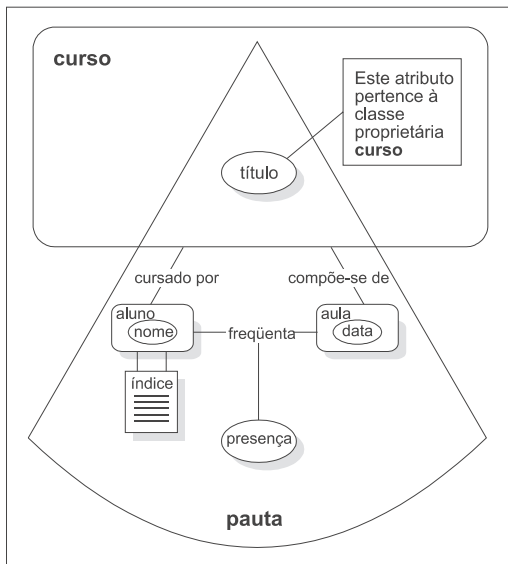 curso
Este atributo
pertence à
classe
proprietária
curso
título
cursado por
compõe-se de
aluno
nome
freqüenta
aula
data
índice
presença
pauta